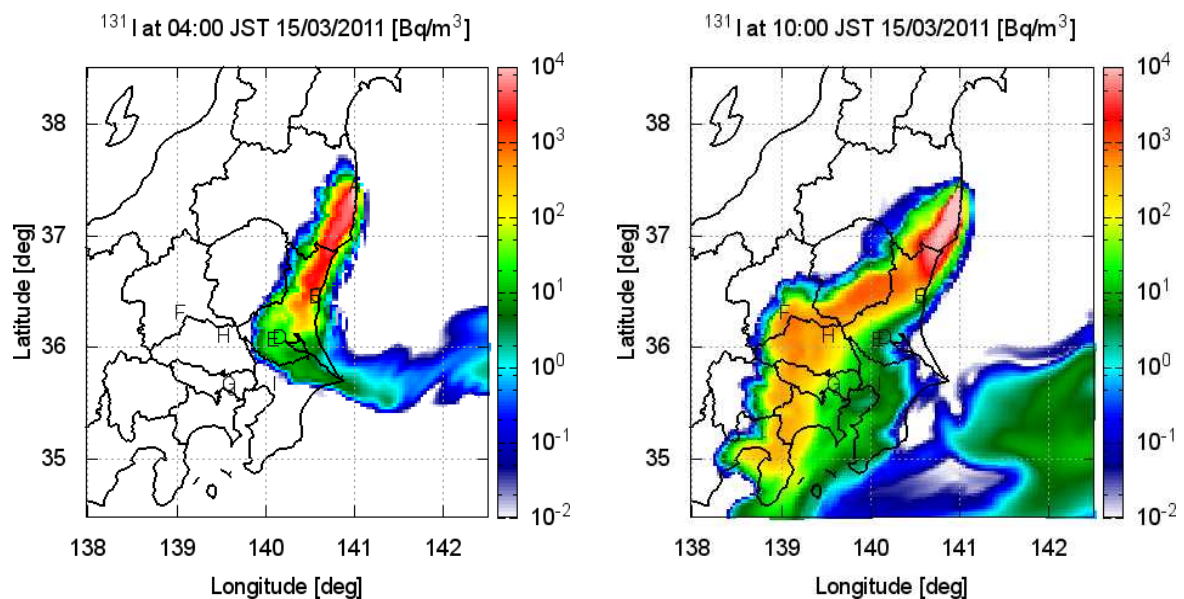 ¹³¹I at 04:00 JST 15/03/2011 [Bq/m³]
38
37
36
35
138
139
140
141
142
Latitude [deg]
Longitude [deg]
10⁴
10³
10²
10¹
10⁰
10⁻¹
10⁻²
F
H
E
D
G
I
¹³¹I at 10:00 JST 15/03/2011 [Bq/m³]
38
37
36
35
138
139
140
141
142
Latitude [deg]
Longitude [deg]
10⁴
10³
10²
10¹
10⁰
10⁻¹
10⁻²
F
H
D
G